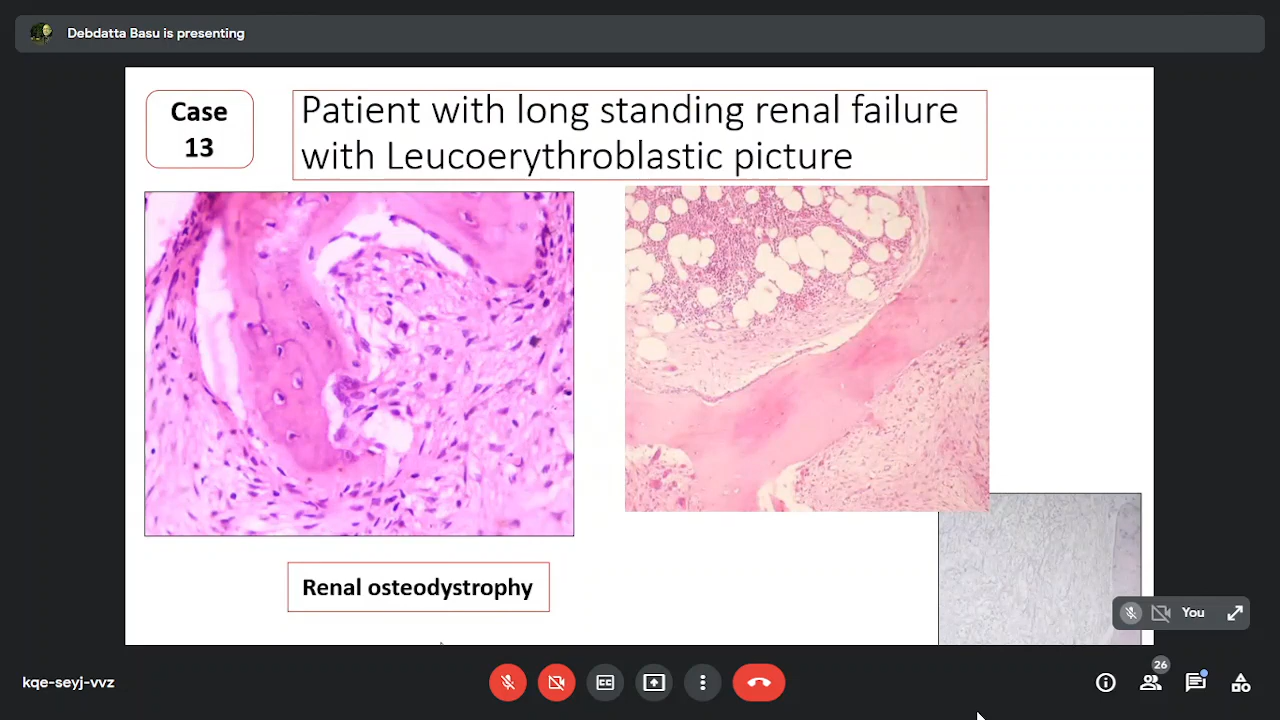 Debdatta Basu is presenting
Case
13
Patient with long standing renal failure
with Leucoerythroblastic picture
Renal osteodystrophy
You
kqe-seyj-vvz
CC
26